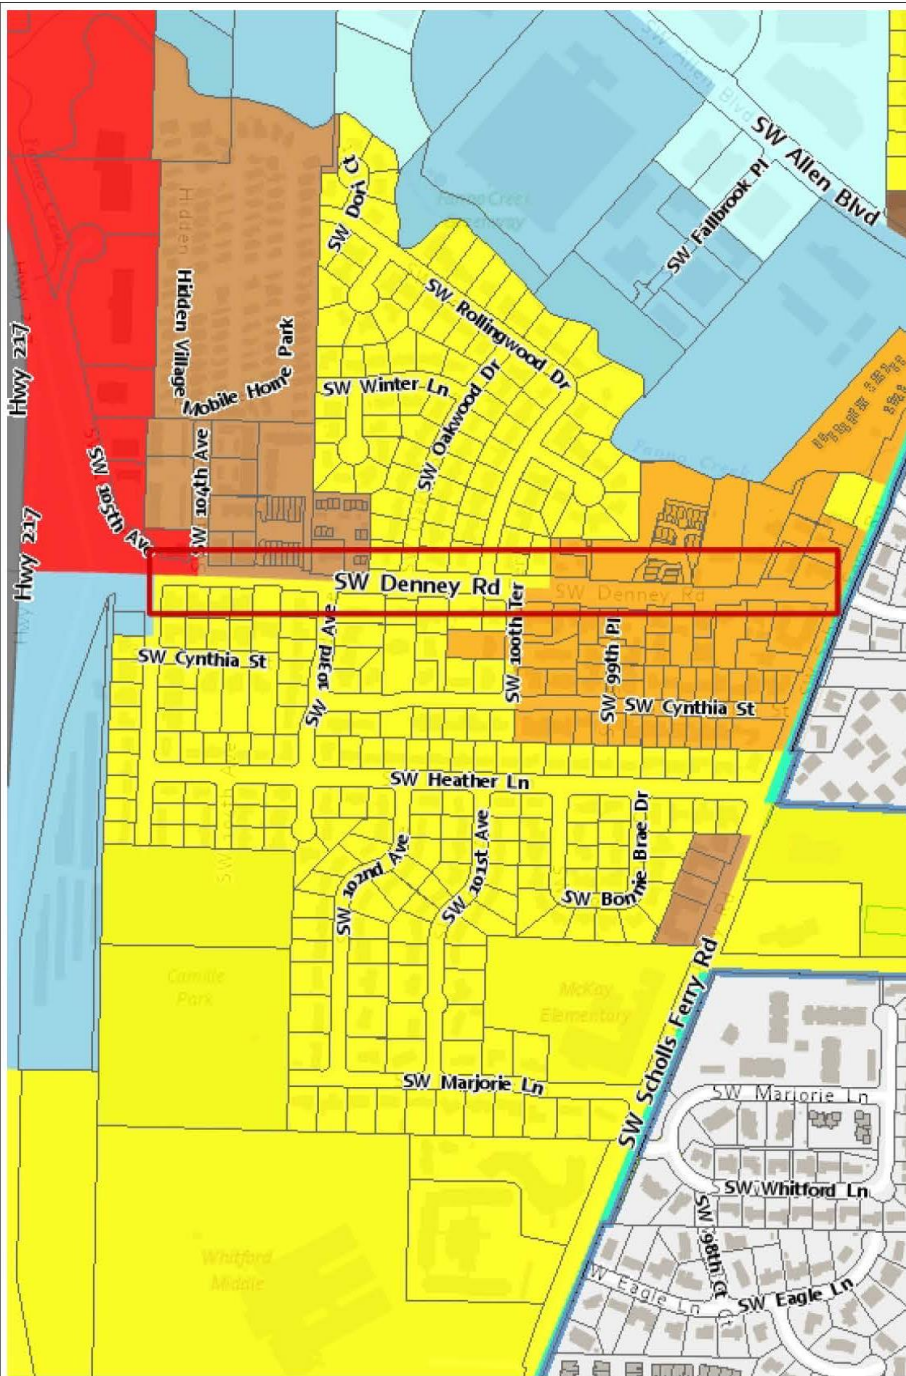 SW Allen Blvd
SW Allen Blvd
SW Dori Ct
SW Fallbrook Pl
Fanno Creek
Greenway
Hidden
Hidden Village
Mobile Home Park
Hwy 217
SW Rollingwood Dr
SW Winter Ln
SW Oakwood Dr
SW 104th Ave
SW 105th Ave
Fanno Creek
Hwy 217
SW Denney Rd
SW Denney Rd
SW 100th Ter
SW 103rd Ave
SW 99th Pl
SW Cynthia St
SW Cynthia St
SW Heather Ln
SW 102nd Ave
SW 101st Ave
SW Bonnie Brae Dr
Camille
Park
McKay
Elementary
SW Scholls Ferry Rd
SW Marjorie Ln
SW Marjorie Ln
SW Whitford Ln
SW 98th Ct
SW Eagle Ln
W Eagle Ln
Whitford
Middle